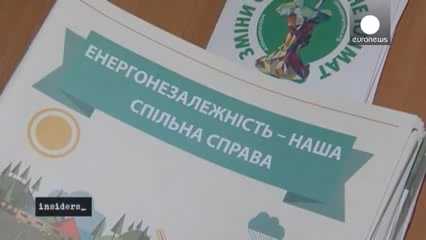 ЗМІНИ
КЛІМАТ
euronews
ЕНЕРГОНЕЗАЛЕЖНІСТЬ – НАША
СПІЛЬНА СПРАВА
insiders_